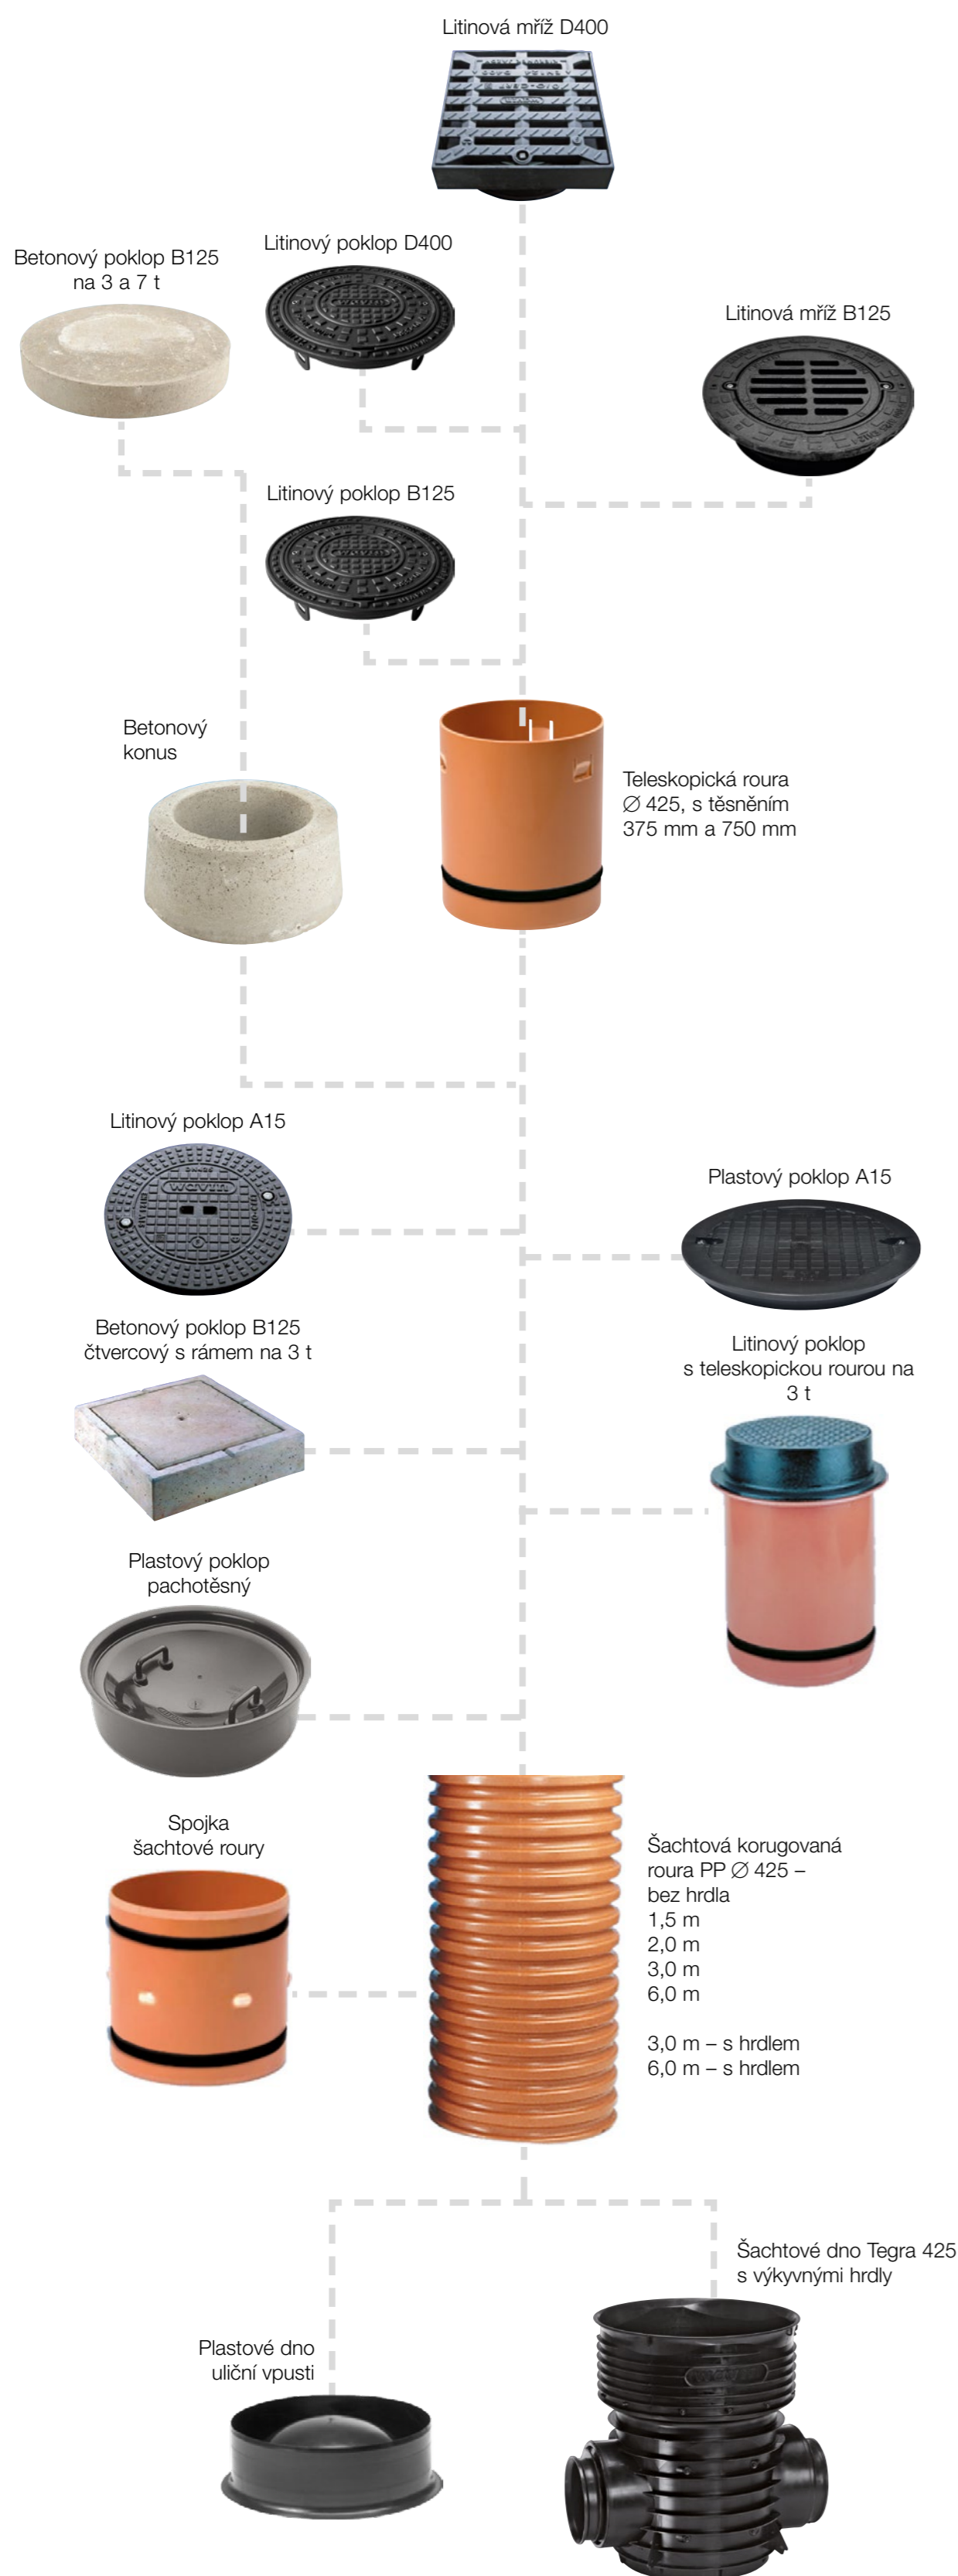 Litinová mříž D400
Litinový poklop D400
Betonový poklop B125
na 3 a 7 t
Litinová mříž B125
Litinový poklop B125
Betonový
konus
Teleskopická roura
∅ 425, s těsněním
375 mm a 750 mm
Litinový poklop A15
wavin
Plastový poklop A15
Betonový poklop B125
čtvercový s rámem na 3 t
Litinový poklop
s teleskopickou rourou na
3 t
Plastový poklop
pachotěsný
Spojka
šachtové roury
Šachtová korugovaná
roura PP ∅ 425 –
bez hrdla
1,5 m
2,0 m
3,0 m
6,0 m
3,0 m – s hrdlem
6,0 m – s hrdlem
Šachtové dno Tegra 425
s výkyvnými hrdly
Plastové dno
uliční vpusti